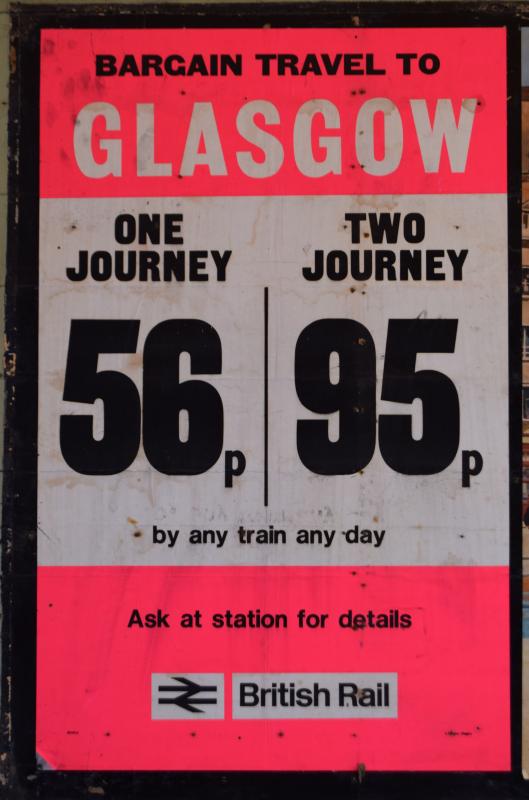 BARGAIN TRAVEL TO
GLASGOW
ONE
JOURNEY
56p
TWO
JOURNEY
95p
by any train any day
Ask at station for details
British Rail